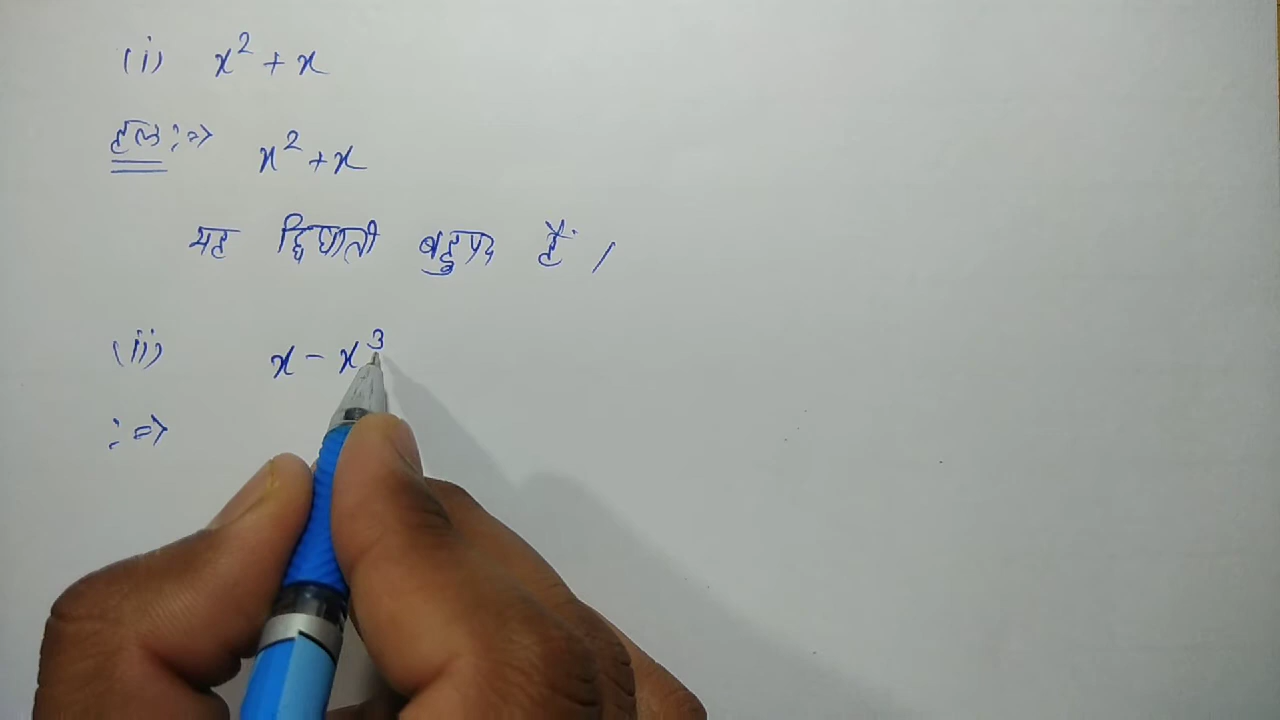 (i) x² + x
हल :⇒ x² + x
यह द्विघाती बहुपद हैं ।
(ii) x - x³
:⇒